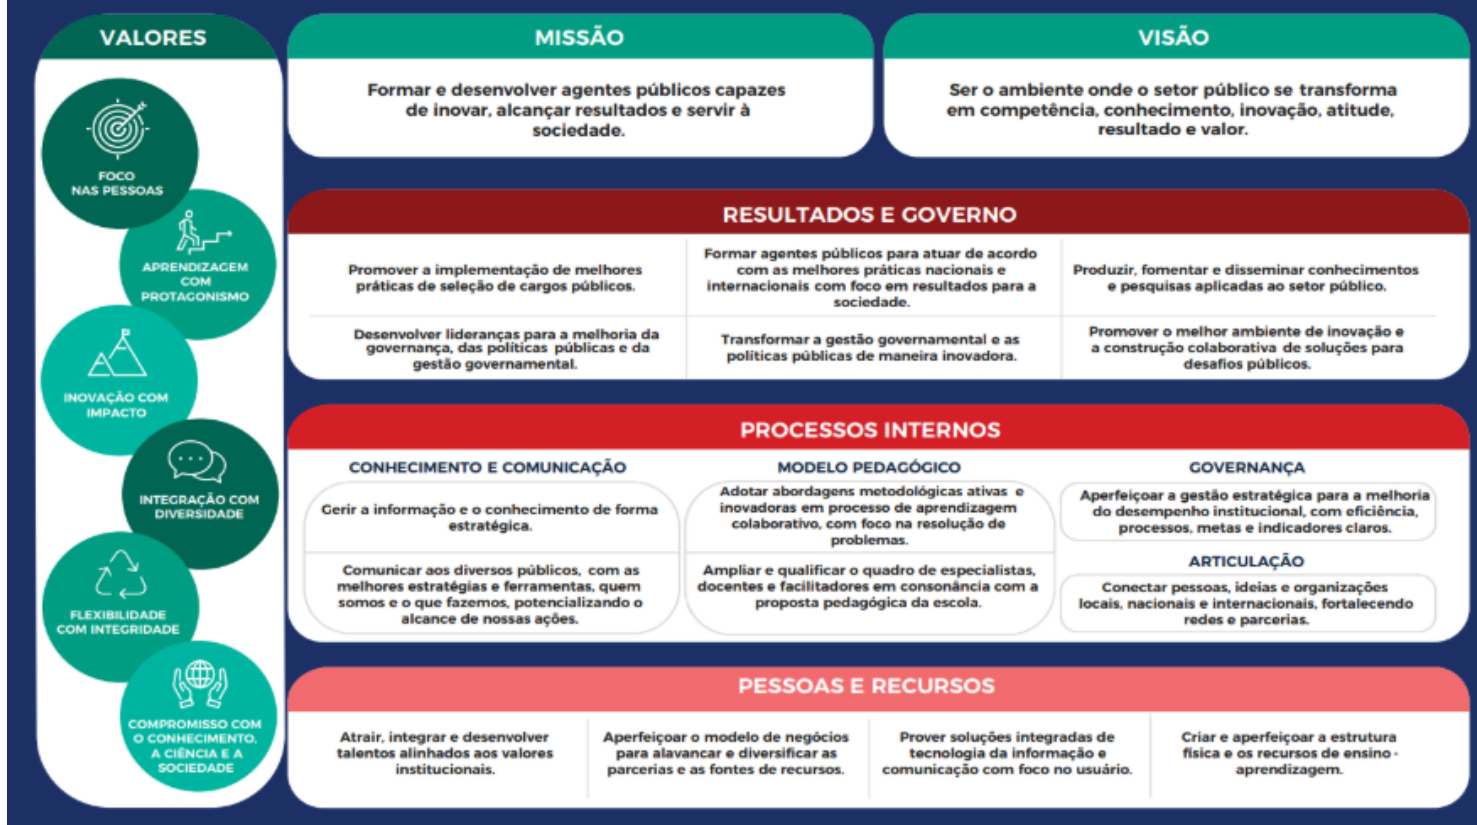 VALORES
FOCO
NAS PESSOAS
APRENDIZAGEM
COM
PROTAGONISMO
INOVAÇÃO COM
IMPACTO
INTEGRAÇÃO COM
DIVERSIDADE
FLEXIBILIDADE
COM INTEGRIDADE
COMPROMISSO COM
O CONHECIMENTO,
A CIÊNCIA E A
SOCIEDADE
MISSÃO
Formar e desenvolver agentes públicos capazes
de inovar, alcançar resultados e servir à
sociedade.
VISÃO
Ser o ambiente onde o setor público se transforma
em competência, conhecimento, inovação, atitude,
resultado e valor.
RESULTADOS E GOVERNO
Promover a implementação de melhores
práticas de seleção de cargos públicos.
Formar agentes públicos para atuar de acordo
com as melhores práticas nacionais e
internacionais com foco em resultados para a
sociedade.
Produzir, fomentar e disseminar conhecimentos
e pesquisas aplicadas ao setor público.
Desenvolver lideranças para a melhoria da
governança, das políticas públicas e da
gestão governamental.
Transformar a gestão governamental e as
políticas públicas de maneira inovadora.
Promover o melhor ambiente de inovação e
a construção colaborativa de soluções para
desafios públicos.
PROCESSOS INTERNOS
CONHECIMENTO E COMUNICAÇÃO
Gerir a informação e o conhecimento de forma
estratégica.
Comunicar aos diversos públicos, com as
melhores estratégias e ferramentas, quem
somos e o que fazemos, potencializando o
alcance de nossas ações.
MODELO PEDAGÓGICO
Adotar abordagens metodológicas ativas e
inovadoras em processo de aprendizagem
colaborativo, com foco na resolução de
problemas.
Ampliar e qualificar o quadro de especialistas,
docentes e facilitadores em consonância com a
proposta pedagógica da escola.
GOVERNANÇA
Aperfeiçoar a gestão estratégica para a melhoria
do desempenho institucional, com eficiência,
processos, metas e indicadores claros.
ARTICULAÇÃO
Conectar pessoas, ideias e organizações
locais, nacionais e internacionais, fortalecendo
redes e parcerias.
PESSOAS E RECURSOS
Atrair, integrar e desenvolver
talentos alinhados aos valores
institucionais.
Aperfeiçoar o modelo de negócios
para alavancar e diversificar as
parcerias e as fontes de recursos.
Prover soluções integradas de
tecnologia da informação e
comunicação com foco no usuário.
Criar e aperfeiçoar a estrutura
física e os recursos de ensino -
aprendizagem.